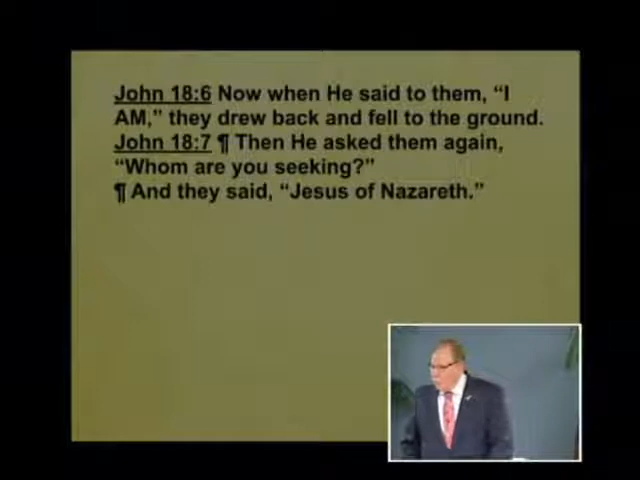 John 18:6 Now when He said to them, “I
AM,” they drew back and fell to the ground.
John 18:7 ¶ Then He asked them again,
“Whom are you seeking?”
¶ And they said, “Jesus of Nazareth.”